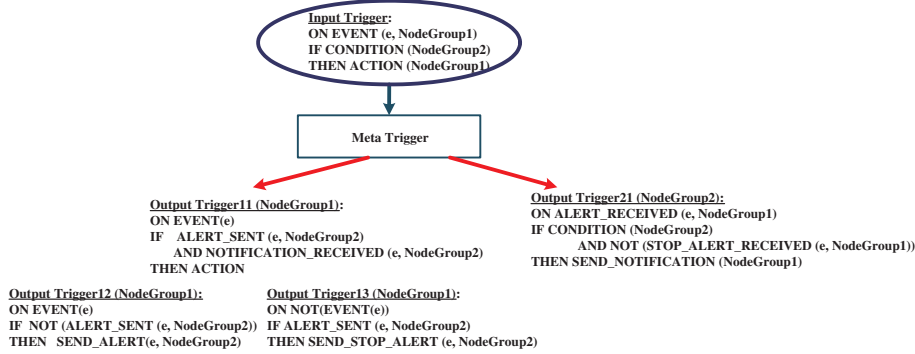 Input Trigger:
ON EVENT (e, NodeGroup1)
IF CONDITION (NodeGroup2)
THEN ACTION (NodeGroup1)
Meta Trigger
Output Trigger11 (NodeGroup1):
ON EVENT(e)
IF ALERT_SENT (e, NodeGroup2)
AND NOTIFICATION_RECEIVED (e, NodeGroup2)
THEN ACTION
Output Trigger21 (NodeGroup2):
ON ALERT_RECEIVED (e, NodeGroup1)
IF CONDITION (NodeGroup2)
AND NOT (STOP_ALERT_RECEIVED (e, NodeGroup1))
THEN SEND_NOTIFICATION (NodeGroup1)
Output Trigger12 (NodeGroup1):
ON EVENT(e)
IF NOT (ALERT_SENT (e, NodeGroup2))
THEN SEND_ALERT(e, NodeGroup2)
Output Trigger13 (NodeGroup1):
ON NOT(EVENT(e))
IF ALERT_SENT (e, NodeGroup2)
THEN SEND_STOP_ALERT (e, NodeGroup2)